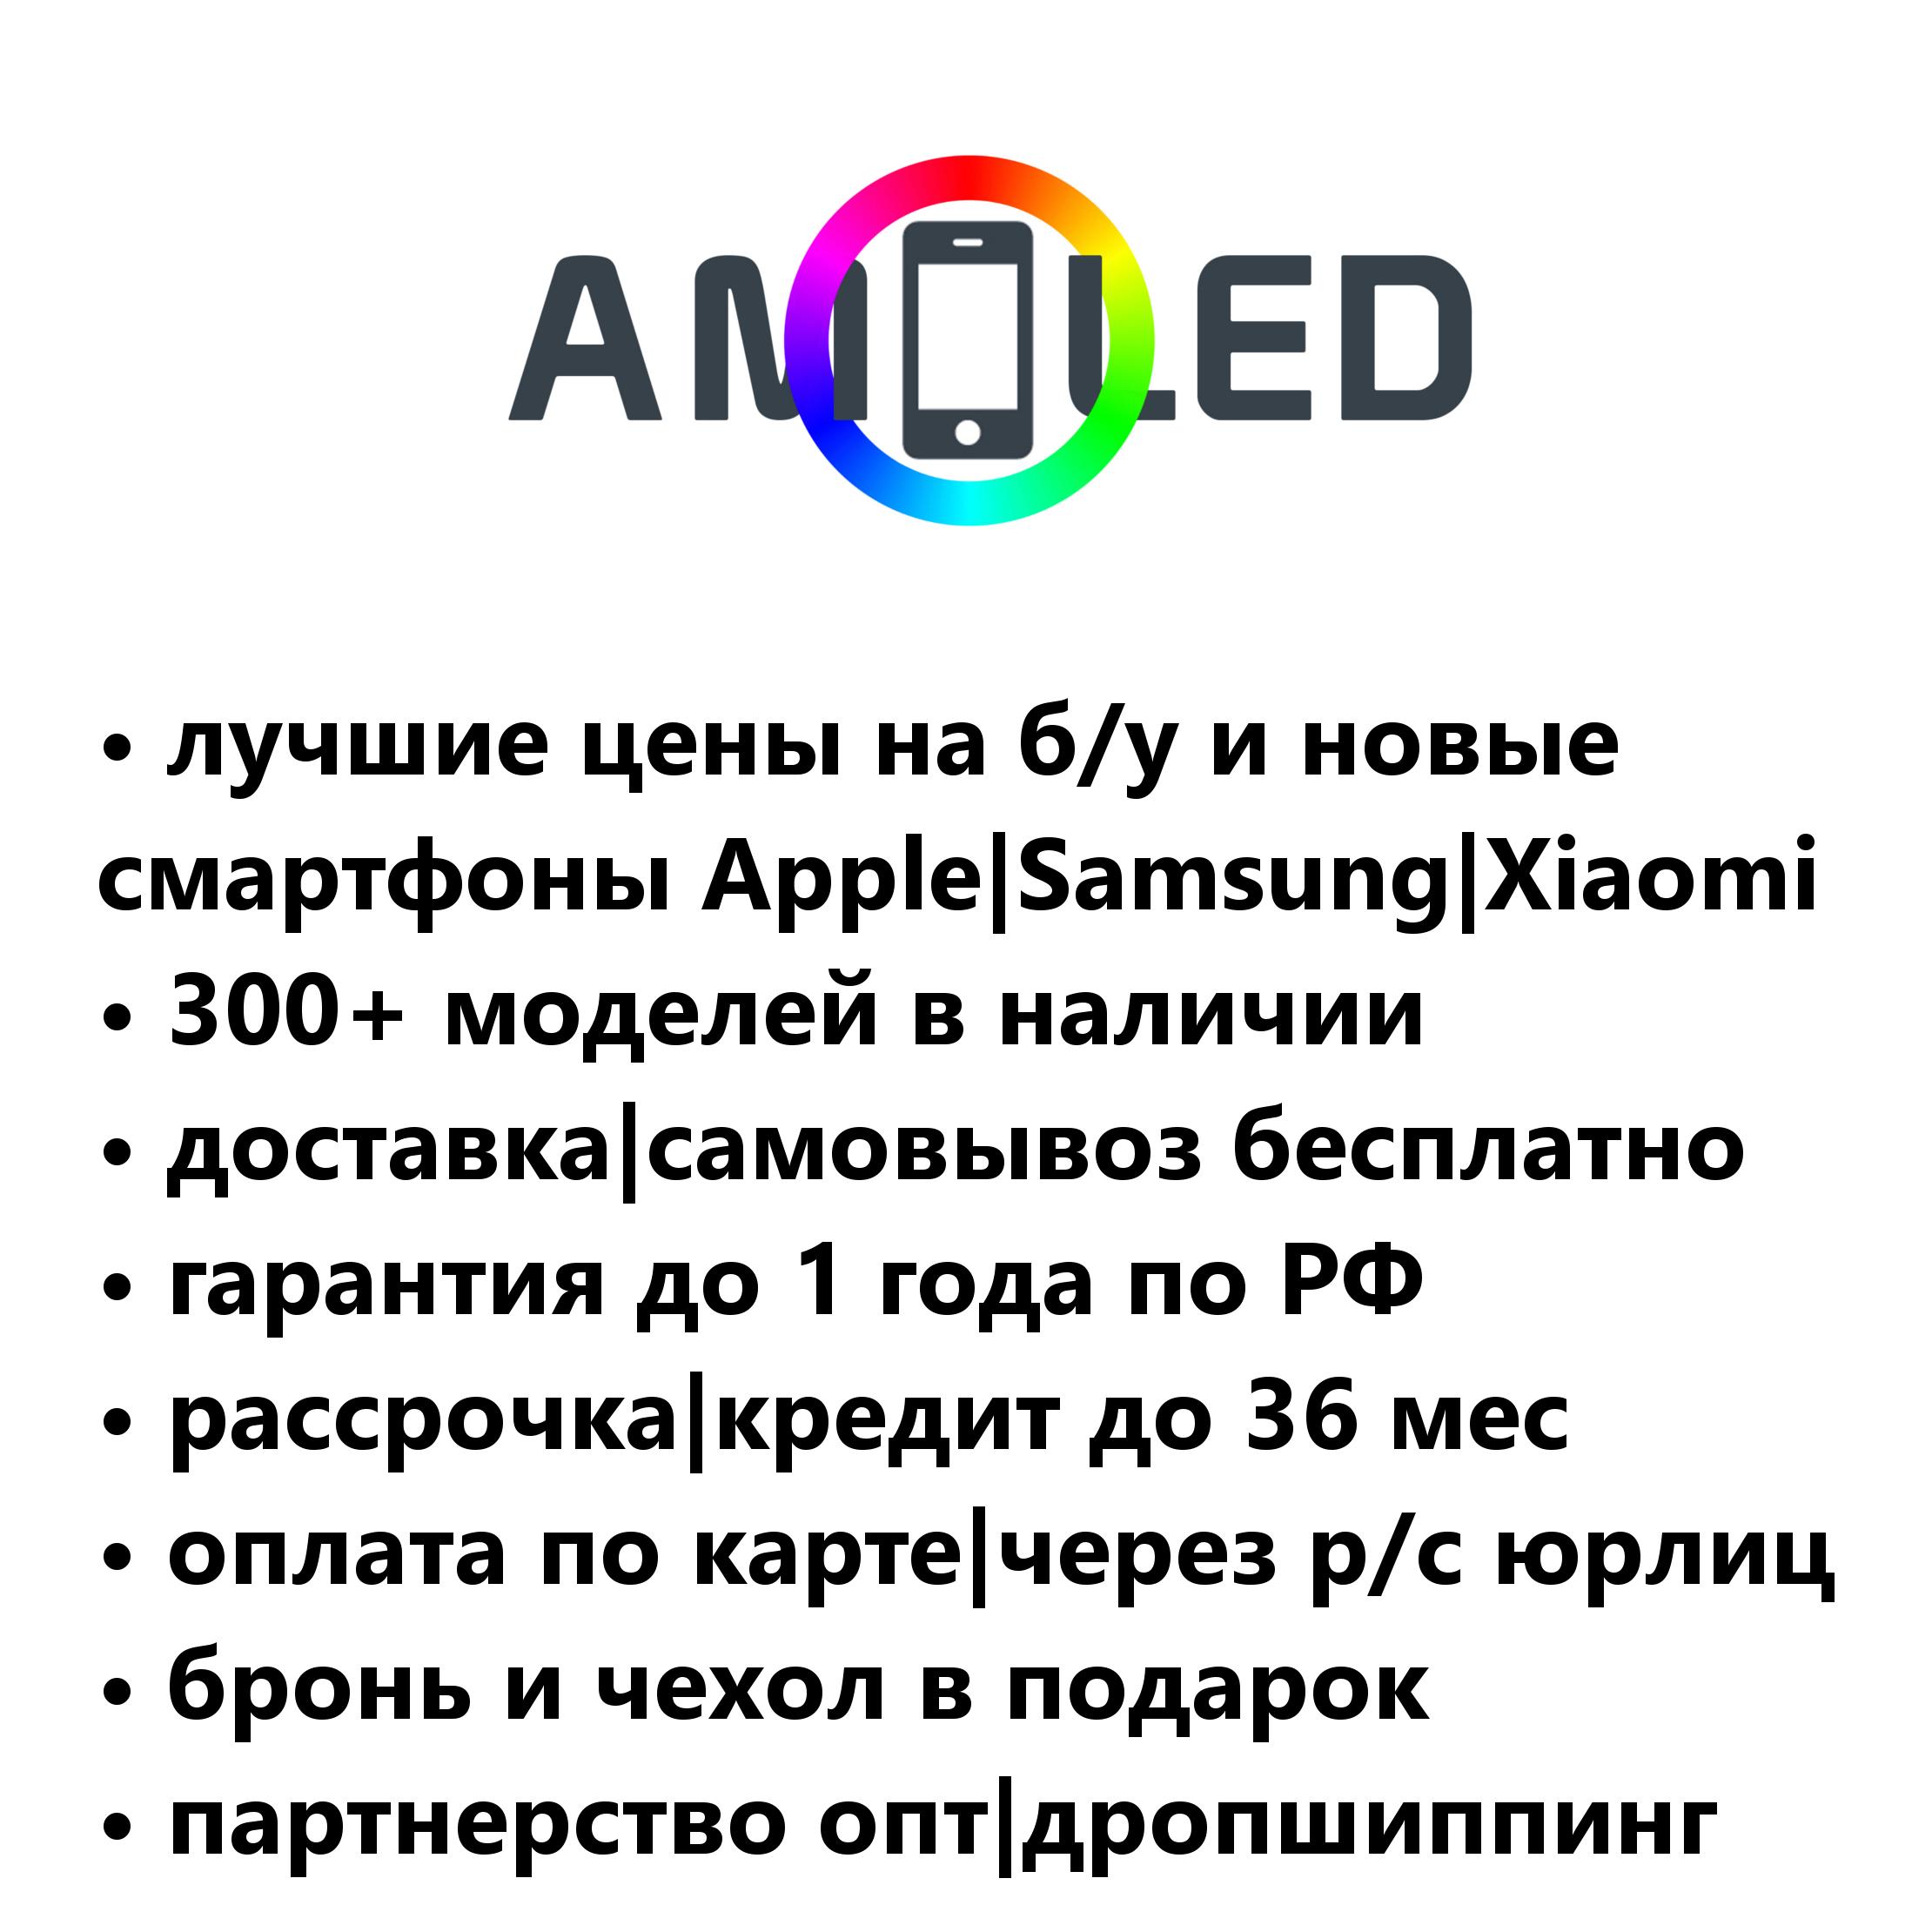 AMOLED
• лучшие цены на б/у и новые
смартфоны Apple|Samsung|Xiaomi
• 300+ моделей в наличии
• доставка|самовывоз бесплатно
• гарантия до 1 года по РФ
• рассрочка|кредит до 36 мес
• оплата по карте|через р/с юрлиц
• бронь и чехол в подарок
• партнерство опт|дропшиппинг